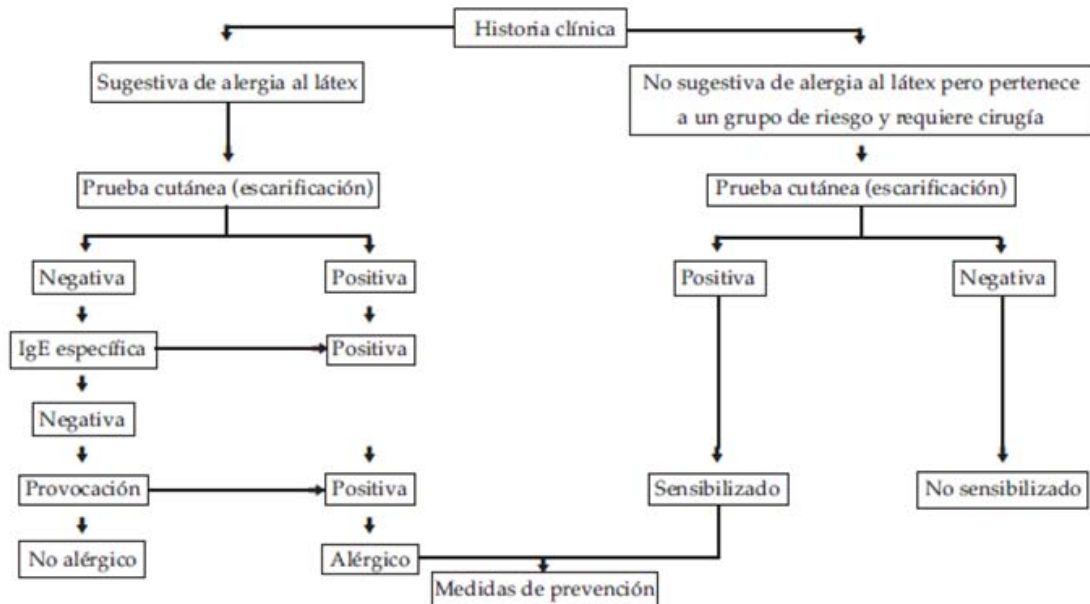 Historia clínica
Sugestiva de alergia al látex
No sugestiva de alergia al látex pero pertenece
a un grupo de riesgo y requiere cirugía
Prueba cutánea (escarificación)
Prueba cutánea (escarificación)
Negativa
Positiva
Positiva
Negativa
IgE específica
Positiva
Negativa
Provocación
Positiva
Sensibilizado
No sensibilizado
No alérgico
Alérgico
Medidas de prevención